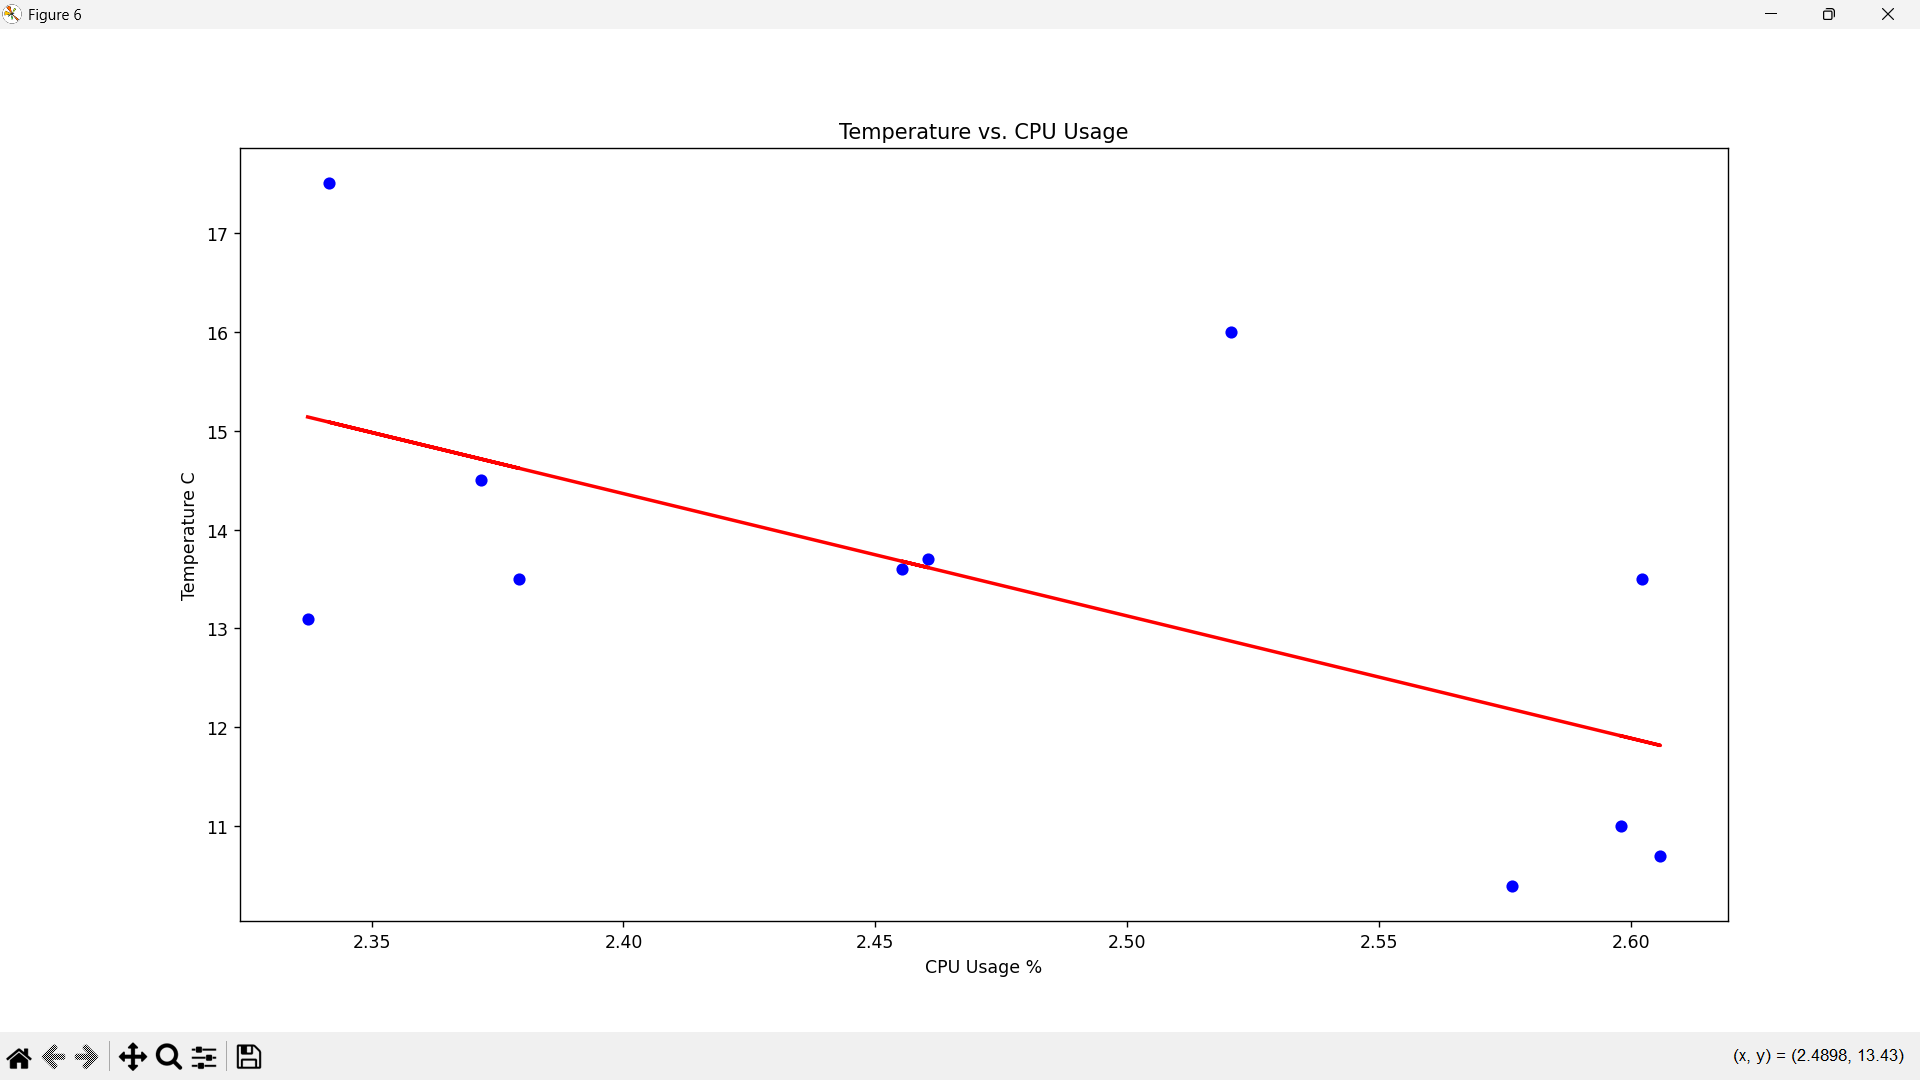 Figure 6
Temperature vs. CPU Usage
17
16
15
14
13
12
11
Temperature C
2.35 2.40 2.45 2.50 2.55 2.60
CPU Usage %
(x, y) = (2.4898, 13.43)